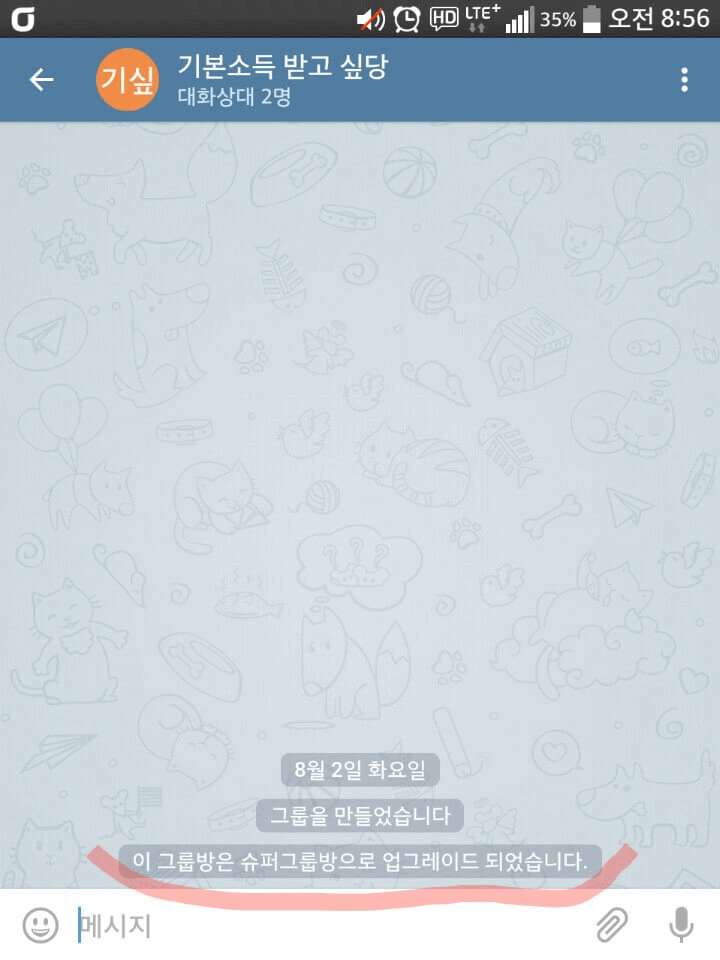 HD LTE+ 35% 오전 8:56
기싶
기본소득 받고 싶당
대화상대 2명
8월 2일 화요일
그룹을 만들었습니다
이 그룹방은 슈퍼그룹방으로 업그레이드 되었습니다.
메시지